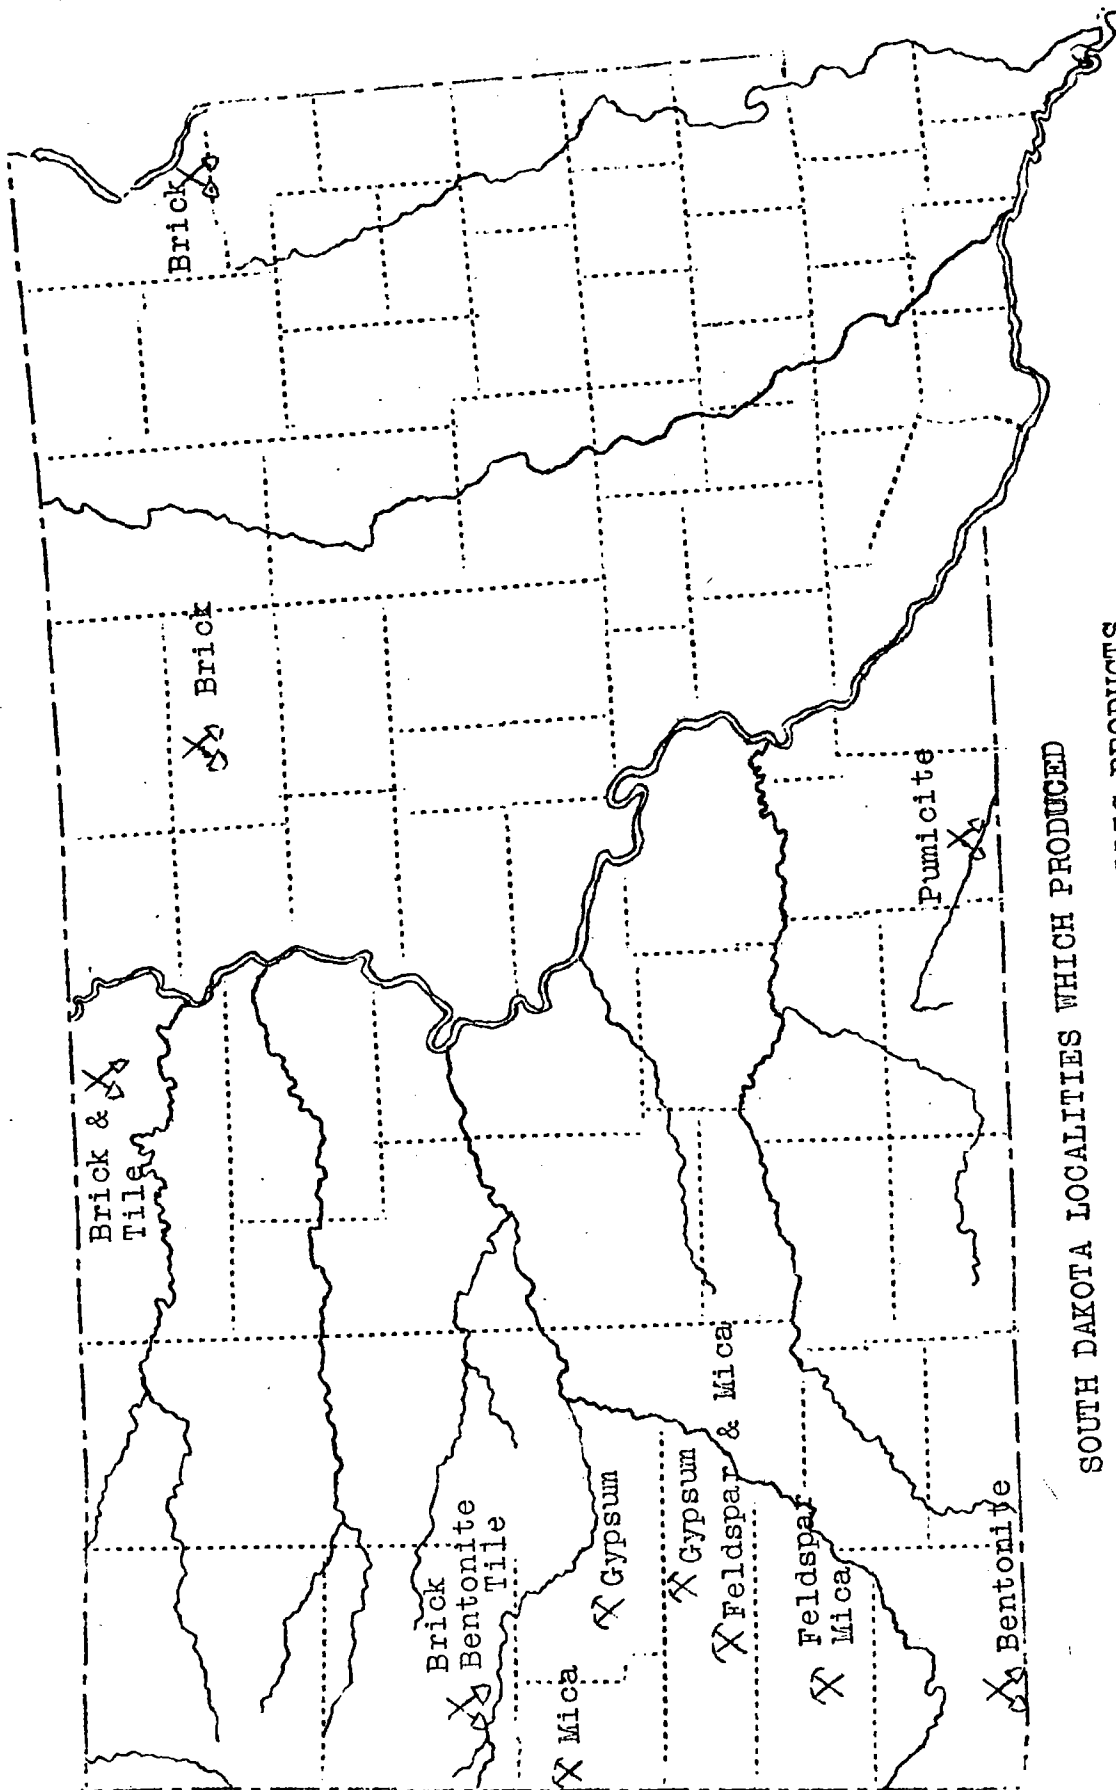 Brick
Brick
Brick &
Tile
Pumicite
Brick
Bentonite
Tile
Gypsum
Mica
Gypsum
Feldspar & Mica
Feldspar
Mica
Bentonite
SOUTH DAKOTA LOCALITIES WHICH PRODUCED
PRODUCTS